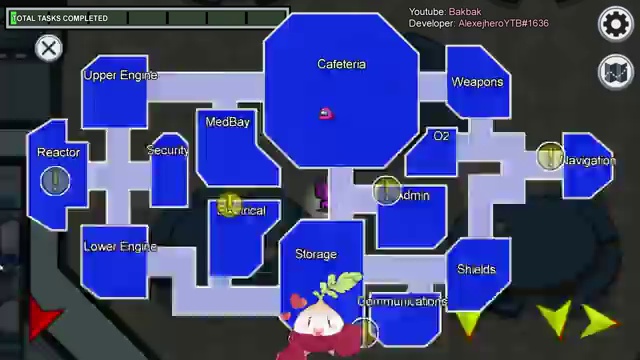 TOTAL TASKS COMPLETED
Youtube: Bakbak
Developer: AlexejheroYTB#1636
Cafeteria
Upper Engine
Weapons
MedBay
O2
Reactor
Security
Navigation
Admin
Electrical
Lower Engine
Storage
Shields
Communications